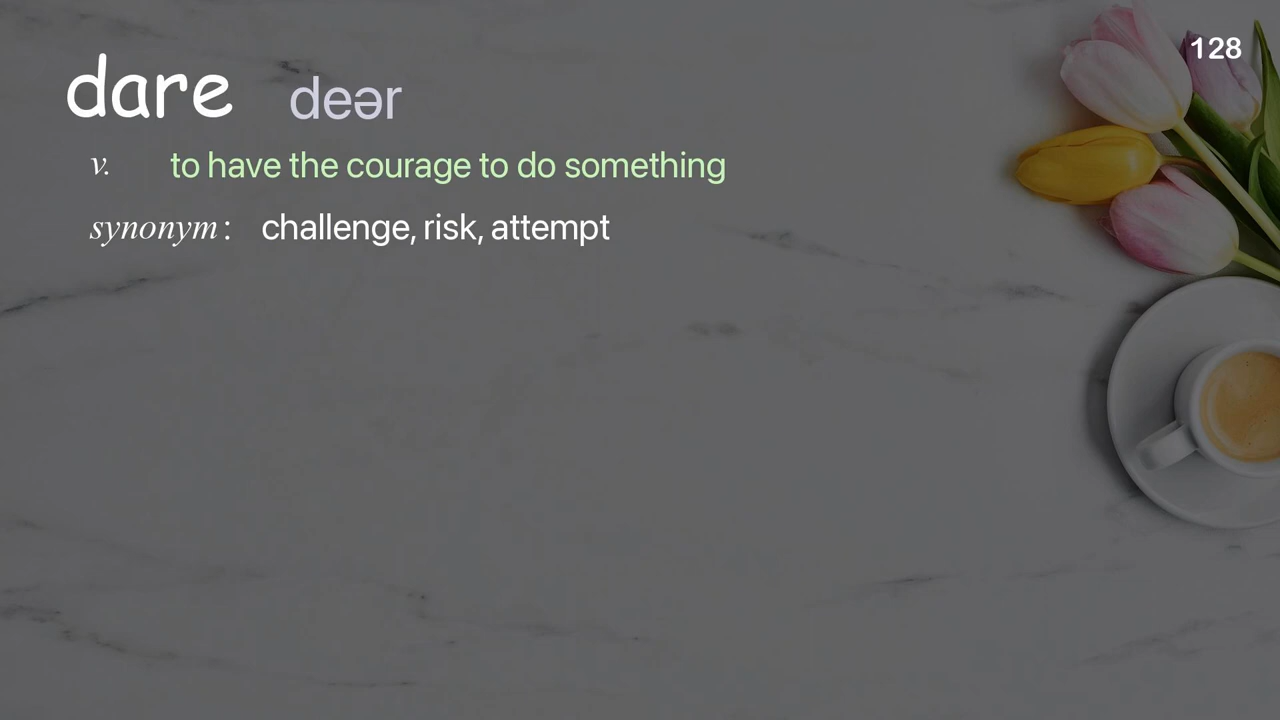 128
dare deər
v. to have the courage to do something
synonym: challenge, risk, attempt